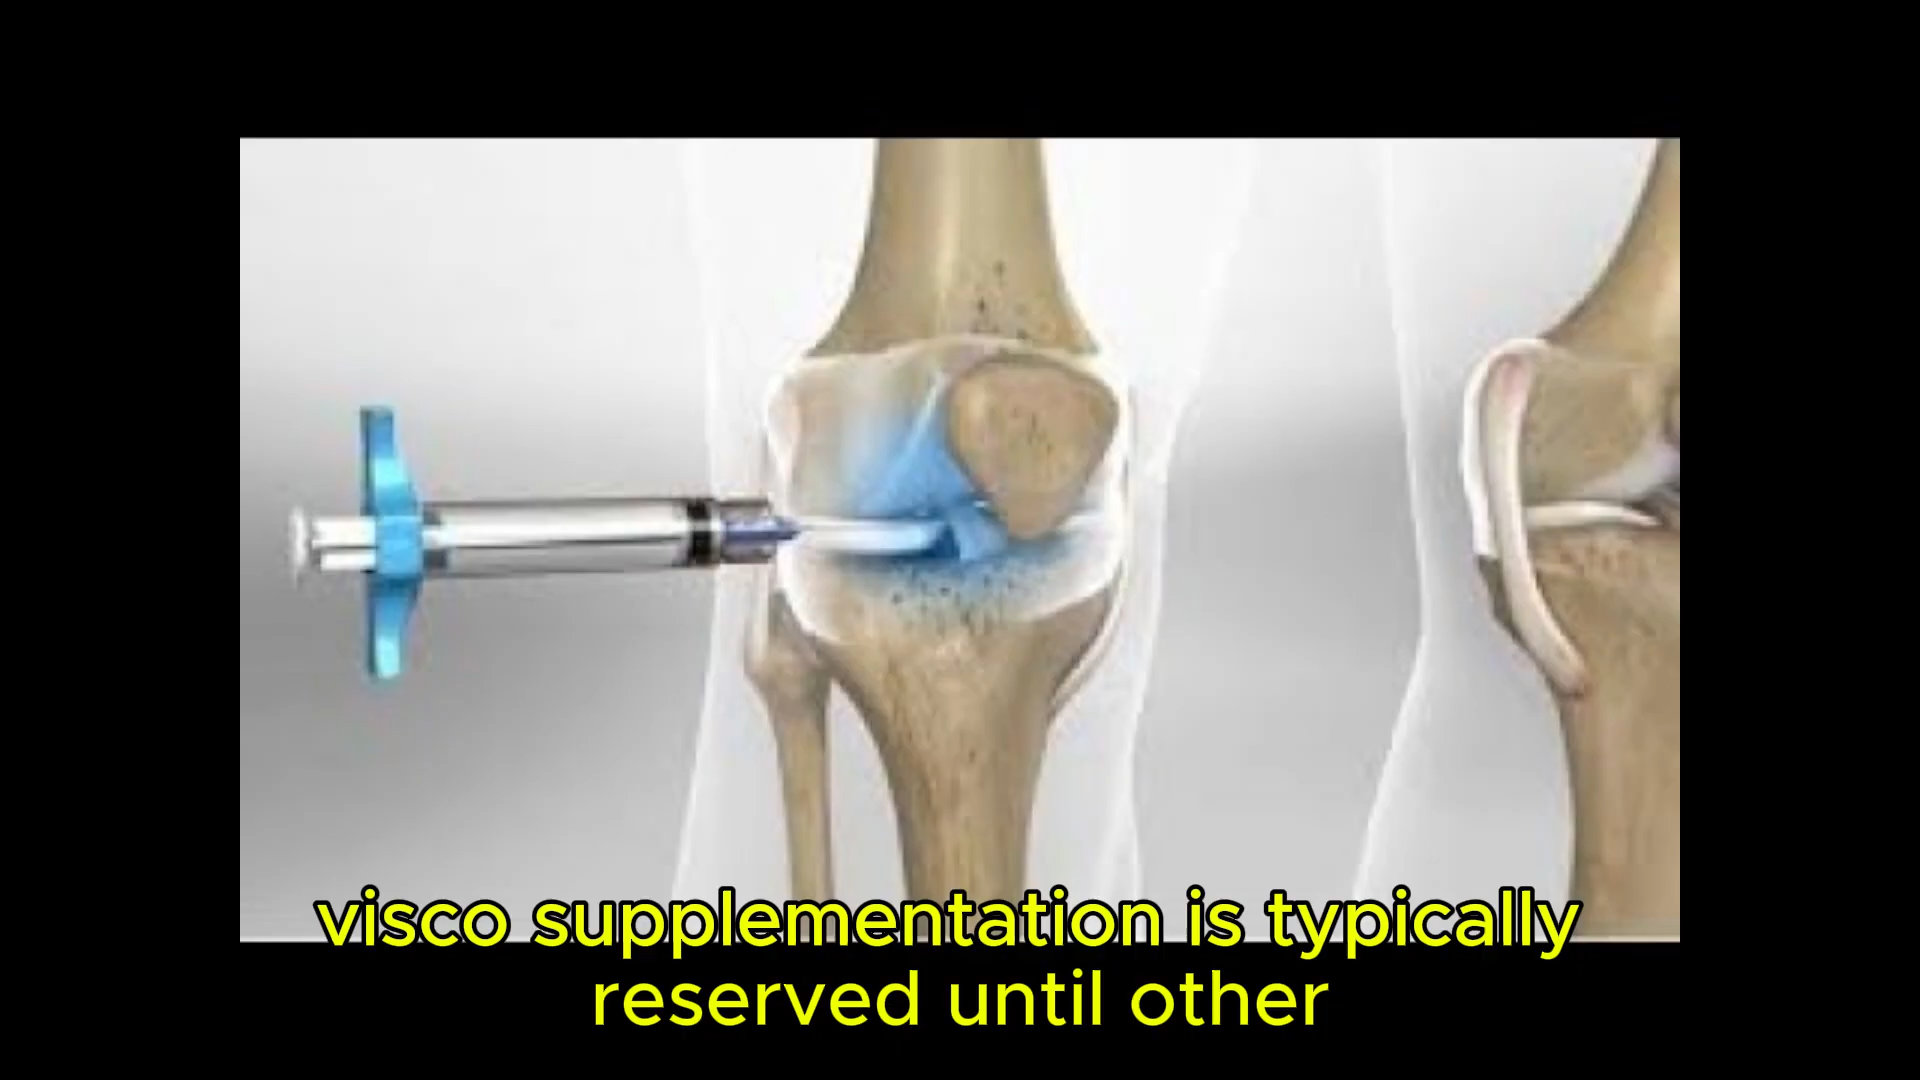 visco supplementation is typically
reserved until other